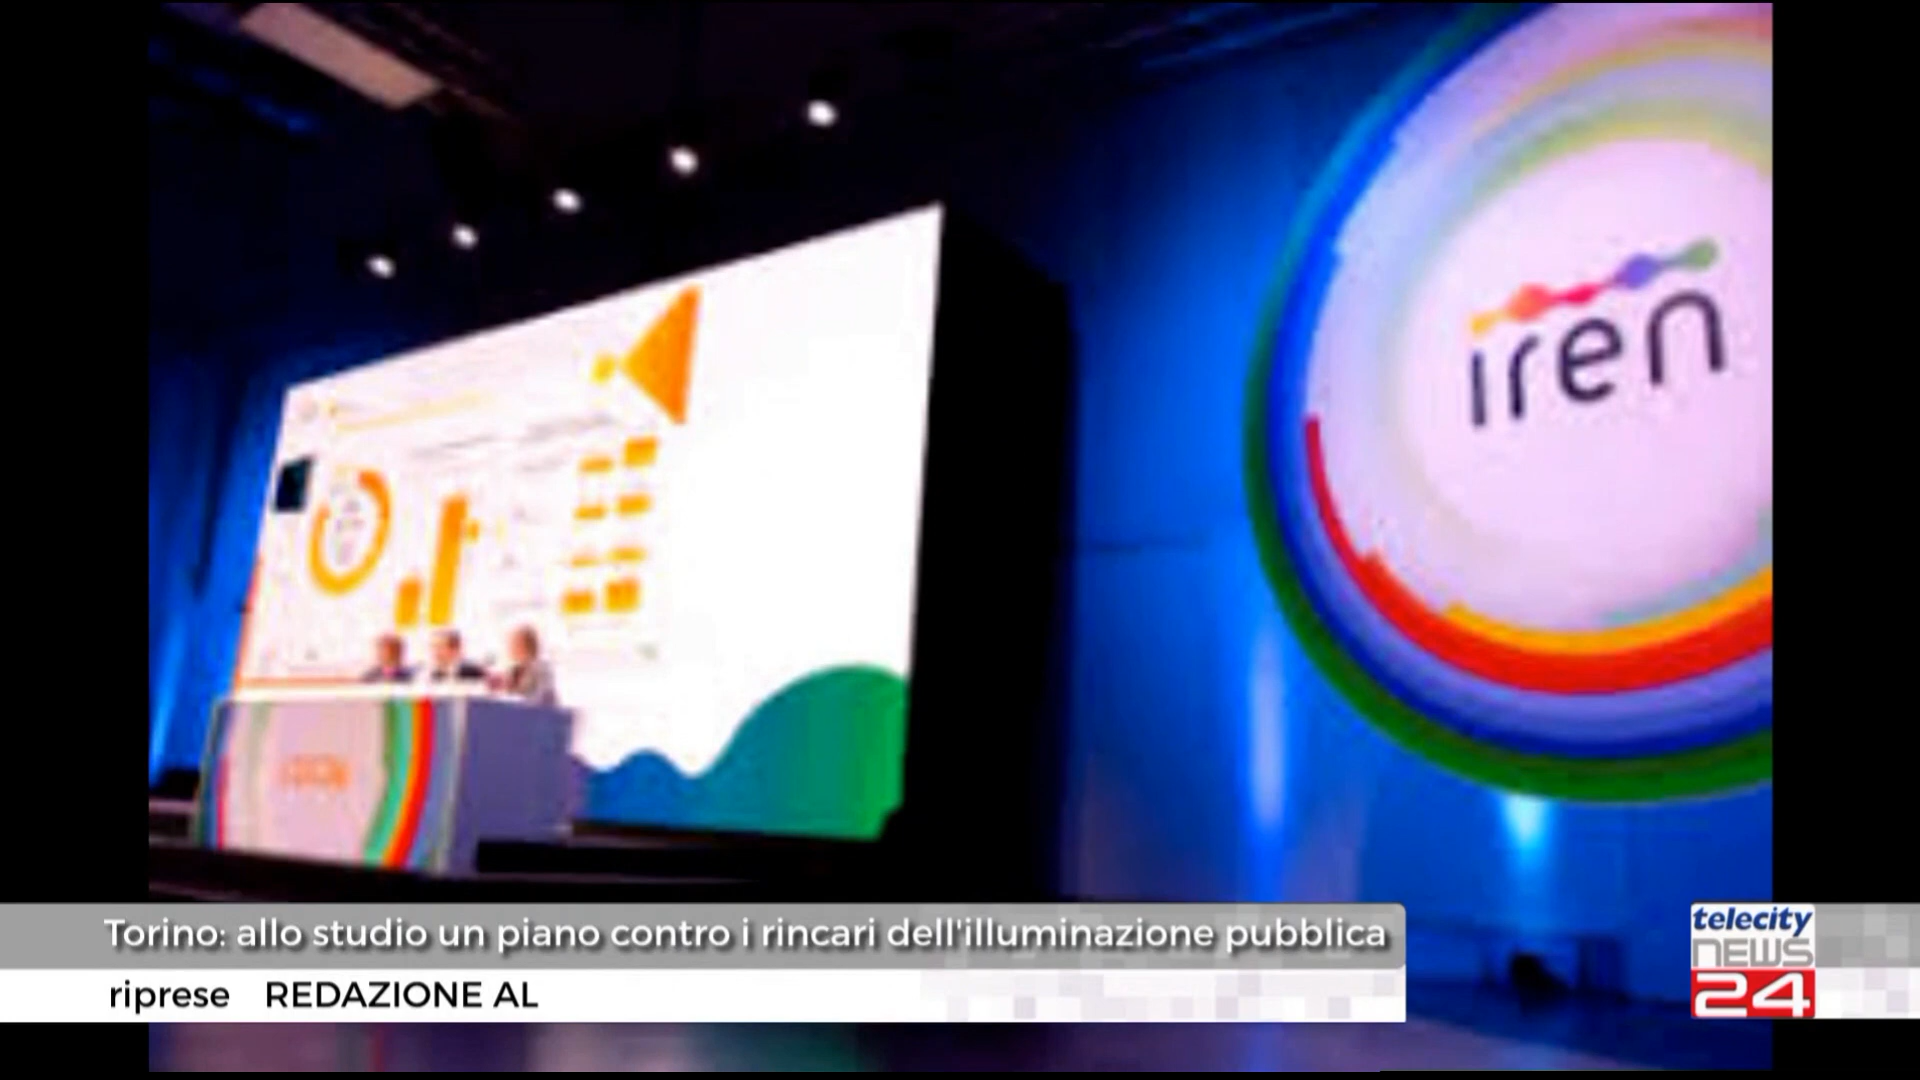 iren
Torino: allo studio un piano contro i rincari dell'illuminazione pubblica
riprese REDAZIONE AL
telecity
NEWS
24